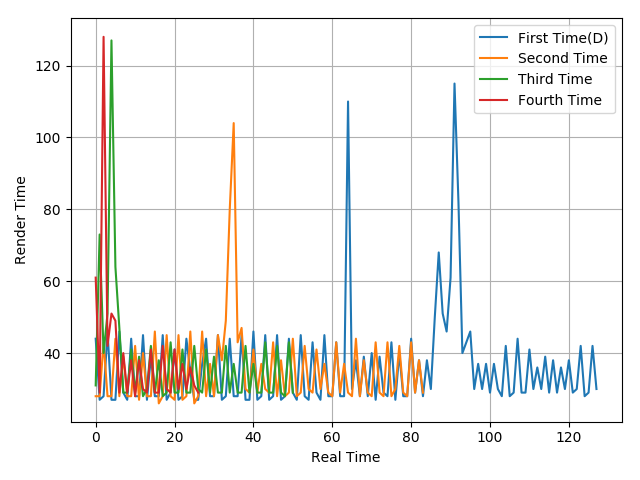 First Time(D)
Second Time
Third Time
Fourth Time
120
100
80
60
40
Render Time
0 20 40 60 80 100 120
Real Time